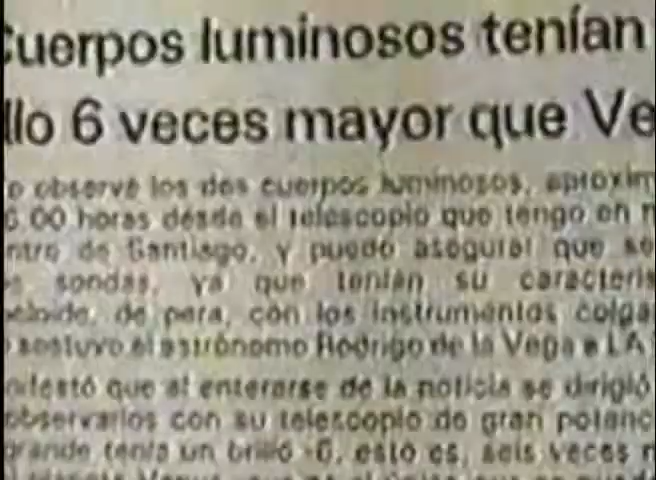 Cuerpos luminosos tenían
llo 6 veces mayor que Ve
o observé los dos cuerpos luminosos, aproxim
6.00 horas desde el telescopio que tengo en m
ntro de Santiago, y puedo asegurar que so
sondas, ya que tenían su caracterís
de pera, con los instrumentos colga
sostuvo el astrónomo Rodrigo de la Vega a LA
ifestó que al enterarse de la noticia se dirigió
observarlos con su telescopio de gran potenc
grande tenía un brillo -6, esto es, seis veces m